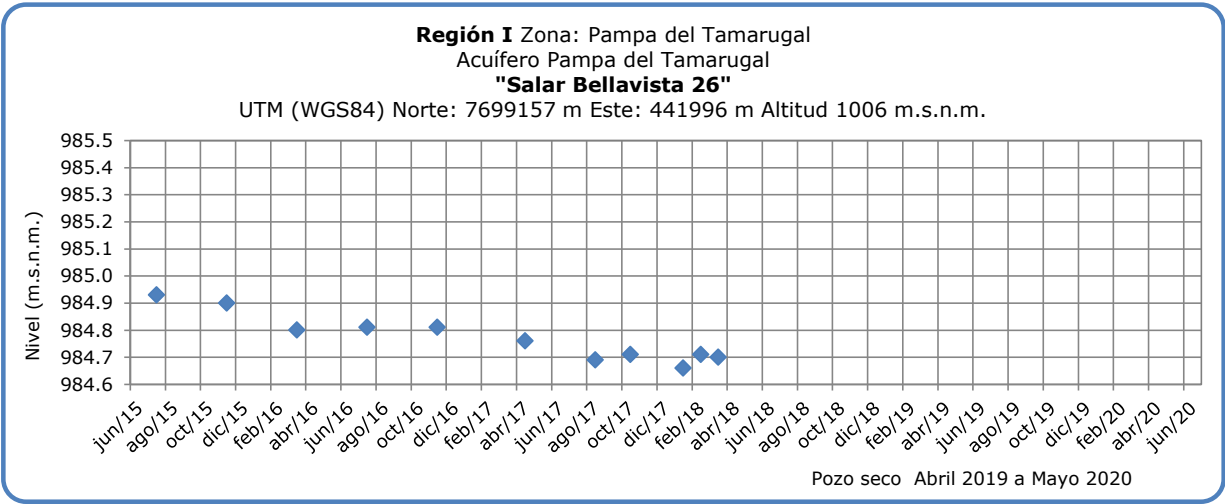 Región I Zona: Pampa del Tamarugal
Acuífero Pampa del Tamarugal
"Salar Bellavista 26"
UTM (WGS84) Norte: 7699157 m Este: 441996 m Altitud 1006 m.s.n.m.
Nivel (m.s.n.m.)
985.5
985.4
985.3
985.2
985.1
985.0
984.9
984.8
984.7
984.6
jun/15
ago/15
oct/15
dic/15
feb/16
abr/16
jun/16
ago/16
oct/16
dic/16
feb/17
abr/17
jun/17
ago/17
oct/17
dic/17
feb/18
abr/18
jun/18
ago/18
oct/18
dic/18
feb/19
abr/19
jun/19
ago/19
oct/19
dic/19
feb/20
abr/20
jun/20
Pozo seco Abril 2019 a Mayo 2020